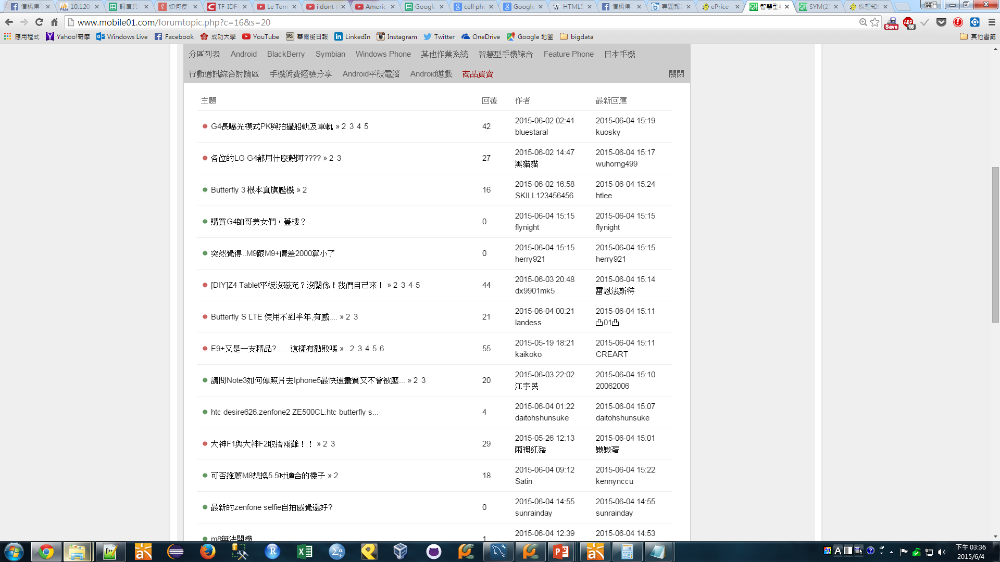 信橋傳 10.120 詞庫共 如何使 TF-IDF Le Tem i dont t Americ Google cell ph Google HTML5 信橋傳 專題報 ePrice 智慧型 SYM(2 你想知
www.mobile01.com/forumtopic.php?c=16&s=20
應用程式 Yahoo!奇摩 Windows Live Facebook 成功大學 YouTube 華爾街日報 LinkedIn Instagram Twitter OneDrive Google 地圖 bigdata 其他書籤
分區列表 Android BlackBerry Symbian Windows Phone 其他作業系統 智慧型手機綜合 Feature Phone 日本手機
行動通訊綜合討論區 手機消費經驗分享 Android平板電腦 Android遊戲 商品買賣 關閉
主題 回覆 作者 最新回應
G4長曝光模式PK與拍攝船軌及車軌 » 2 3 4 5 42 2015-06-02 02:41 2015-06-04 15:19
bluestaral kuosky
各位的LG G4都用什麼殼阿???? » 2 3 27 2015-06-02 14:47 2015-06-04 15:17
黑貓貓 wuhorng499
Butterfly 3 根本真旗艦機 » 2 16 2015-06-02 16:58 2015-06-04 15:24
SKILL123456456 htlee
購買G4帥哥美女們，蓋樓？ 0 2015-06-04 15:15 2015-06-04 15:15
flynight flynight
突然覺得..M9跟M9+價差2000算小了 0 2015-06-04 15:15 2015-06-04 15:15
herry921 herry921
[DIY]Z4 Tablet平板沒磁充？沒關係！我們自己來！ » 2 3 4 5 44 2015-06-03 20:48 2015-06-04 15:14
dx9901mk5 雷恩法斯特
Butterfly S LTE 使用不到半年,有感.... » 2 3 21 2015-06-04 00:21 2015-06-04 15:11
landess 凸01凸
E9+又是一支精品?.......這樣有勸敗嗎 »...2 3 4 5 6 55 2015-05-19 18:21 2015-06-04 15:11
kaikoko CREART
請問Note3如何傳照片去Iphone5最快速畫質又不會被壓... » 2 3 20 2015-06-03 22:02 2015-06-04 15:10
江宇民 20062006
htc desire626.zenfone2 ZE500CL.htc butterfly s... 4 2015-06-04 01:22 2015-06-04 15:07
daitohshunsuke daitohshunsuke
大神F1與大神F2取捨兩難！！ » 2 3 29 2015-05-26 12:13 2015-06-04 15:01
雨裡紅豬 嫩嫩蛋
可否推薦M8想換5.5吋適合的機子 » 2 18 2015-06-04 09:12 2015-06-04 15:22
Satin kennynccu
最新的zenfone selfie自拍感覺還好? 0 2015-06-04 14:55 2015-06-04 14:55
sunrainday sunrainday
m8無法開機 1 2015-06-04 12:39 2015-06-04 14:53
下午 03:36
2015/6/4